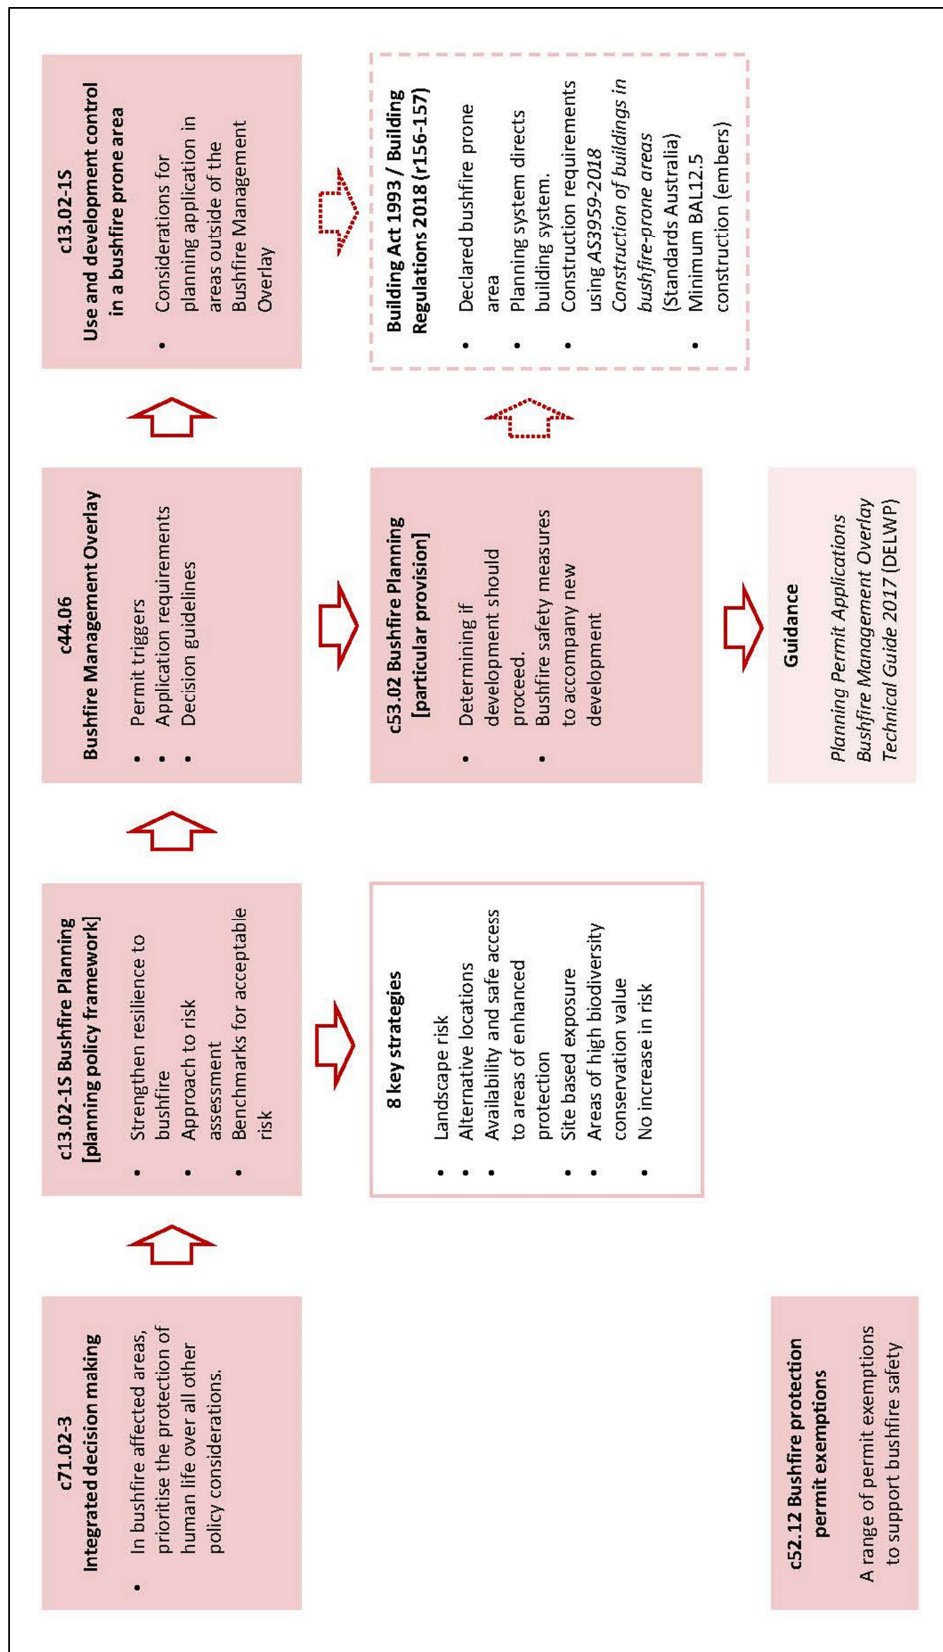 c71.02-3
Integrated decision making
• In bushfire affected areas,
prioritise the protection of
human life over all other
policy considerations.
c13.02-1S Bushfire Planning
[planning policy framework]
• Strengthen resilience to
bushfire
• Approach to risk
assessment
• Benchmarks for acceptable
risk
c44.06
Bushfire Management Overlay
• Permit triggers
• Application requirements
• Decision guidelines
c13.02-1S
Use and development control
in a bushfire prone area
• Considerations for
planning application in
areas outside of the
Bushfire Management
Overlay
8 key strategies
• Landscape risk
• Alternative locations
• Availability and safe access
to areas of enhanced
protection
• Site based exposure
• Areas of high biodiversity
conservation value
• No increase in risk
c53.02 Bushfire Planning
[particular provision]
• Determining if
development should
proceed.
• Bushfire safety measures
to accompany new
development
Building Act 1993 / Building
Regulations 2018 (r156-157)
• Declared bushfire prone
area
• Planning system directs
building system.
• Construction requirements
using AS3959-2018
Construction of buildings in
bushfire-prone areas
(Standards Australia)
• Minimum BAL12.5
construction (embers)
c52.12 Bushfire protection
permit exemptions
A range of permit exemptions
to support bushfire safety
Guidance
Planning Permit Applications
Bushfire Management Overlay
Technical Guide 2017 (DELWP)